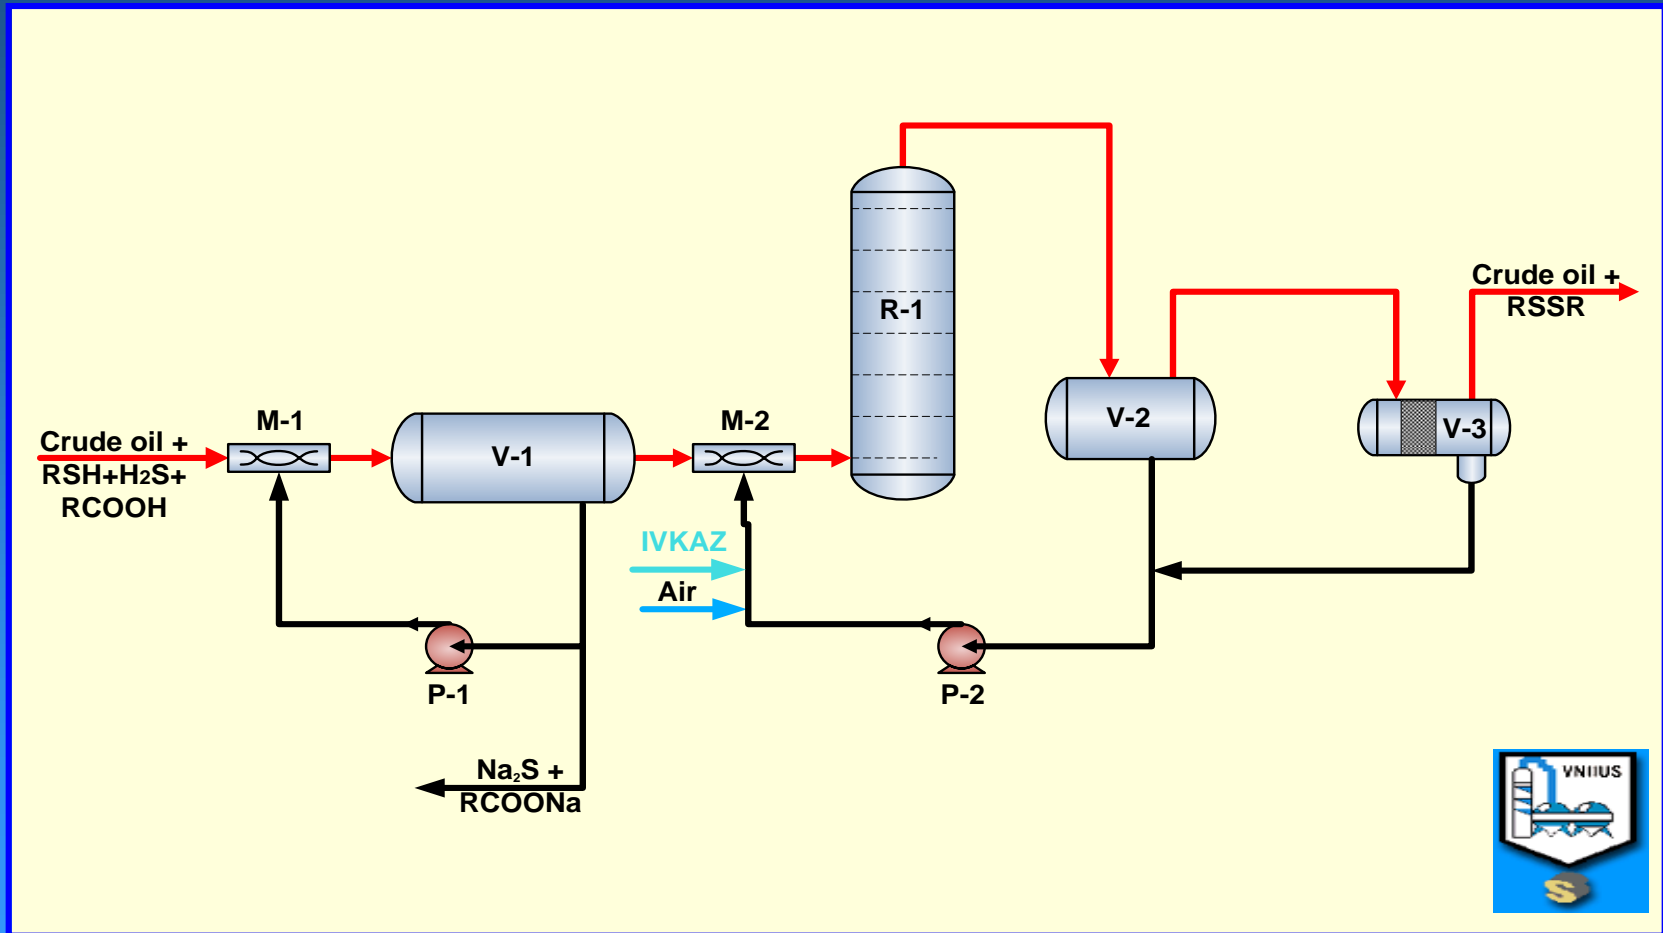 Crude oil +
RSH+H2S+
RCOOH
M-1
V-1
M-2
R-1
V-2
V-3
Crude oil +
RSSR
IVKAZ
Air
P-1
P-2
Na₂S +
RCOONa
VNIIUS
S